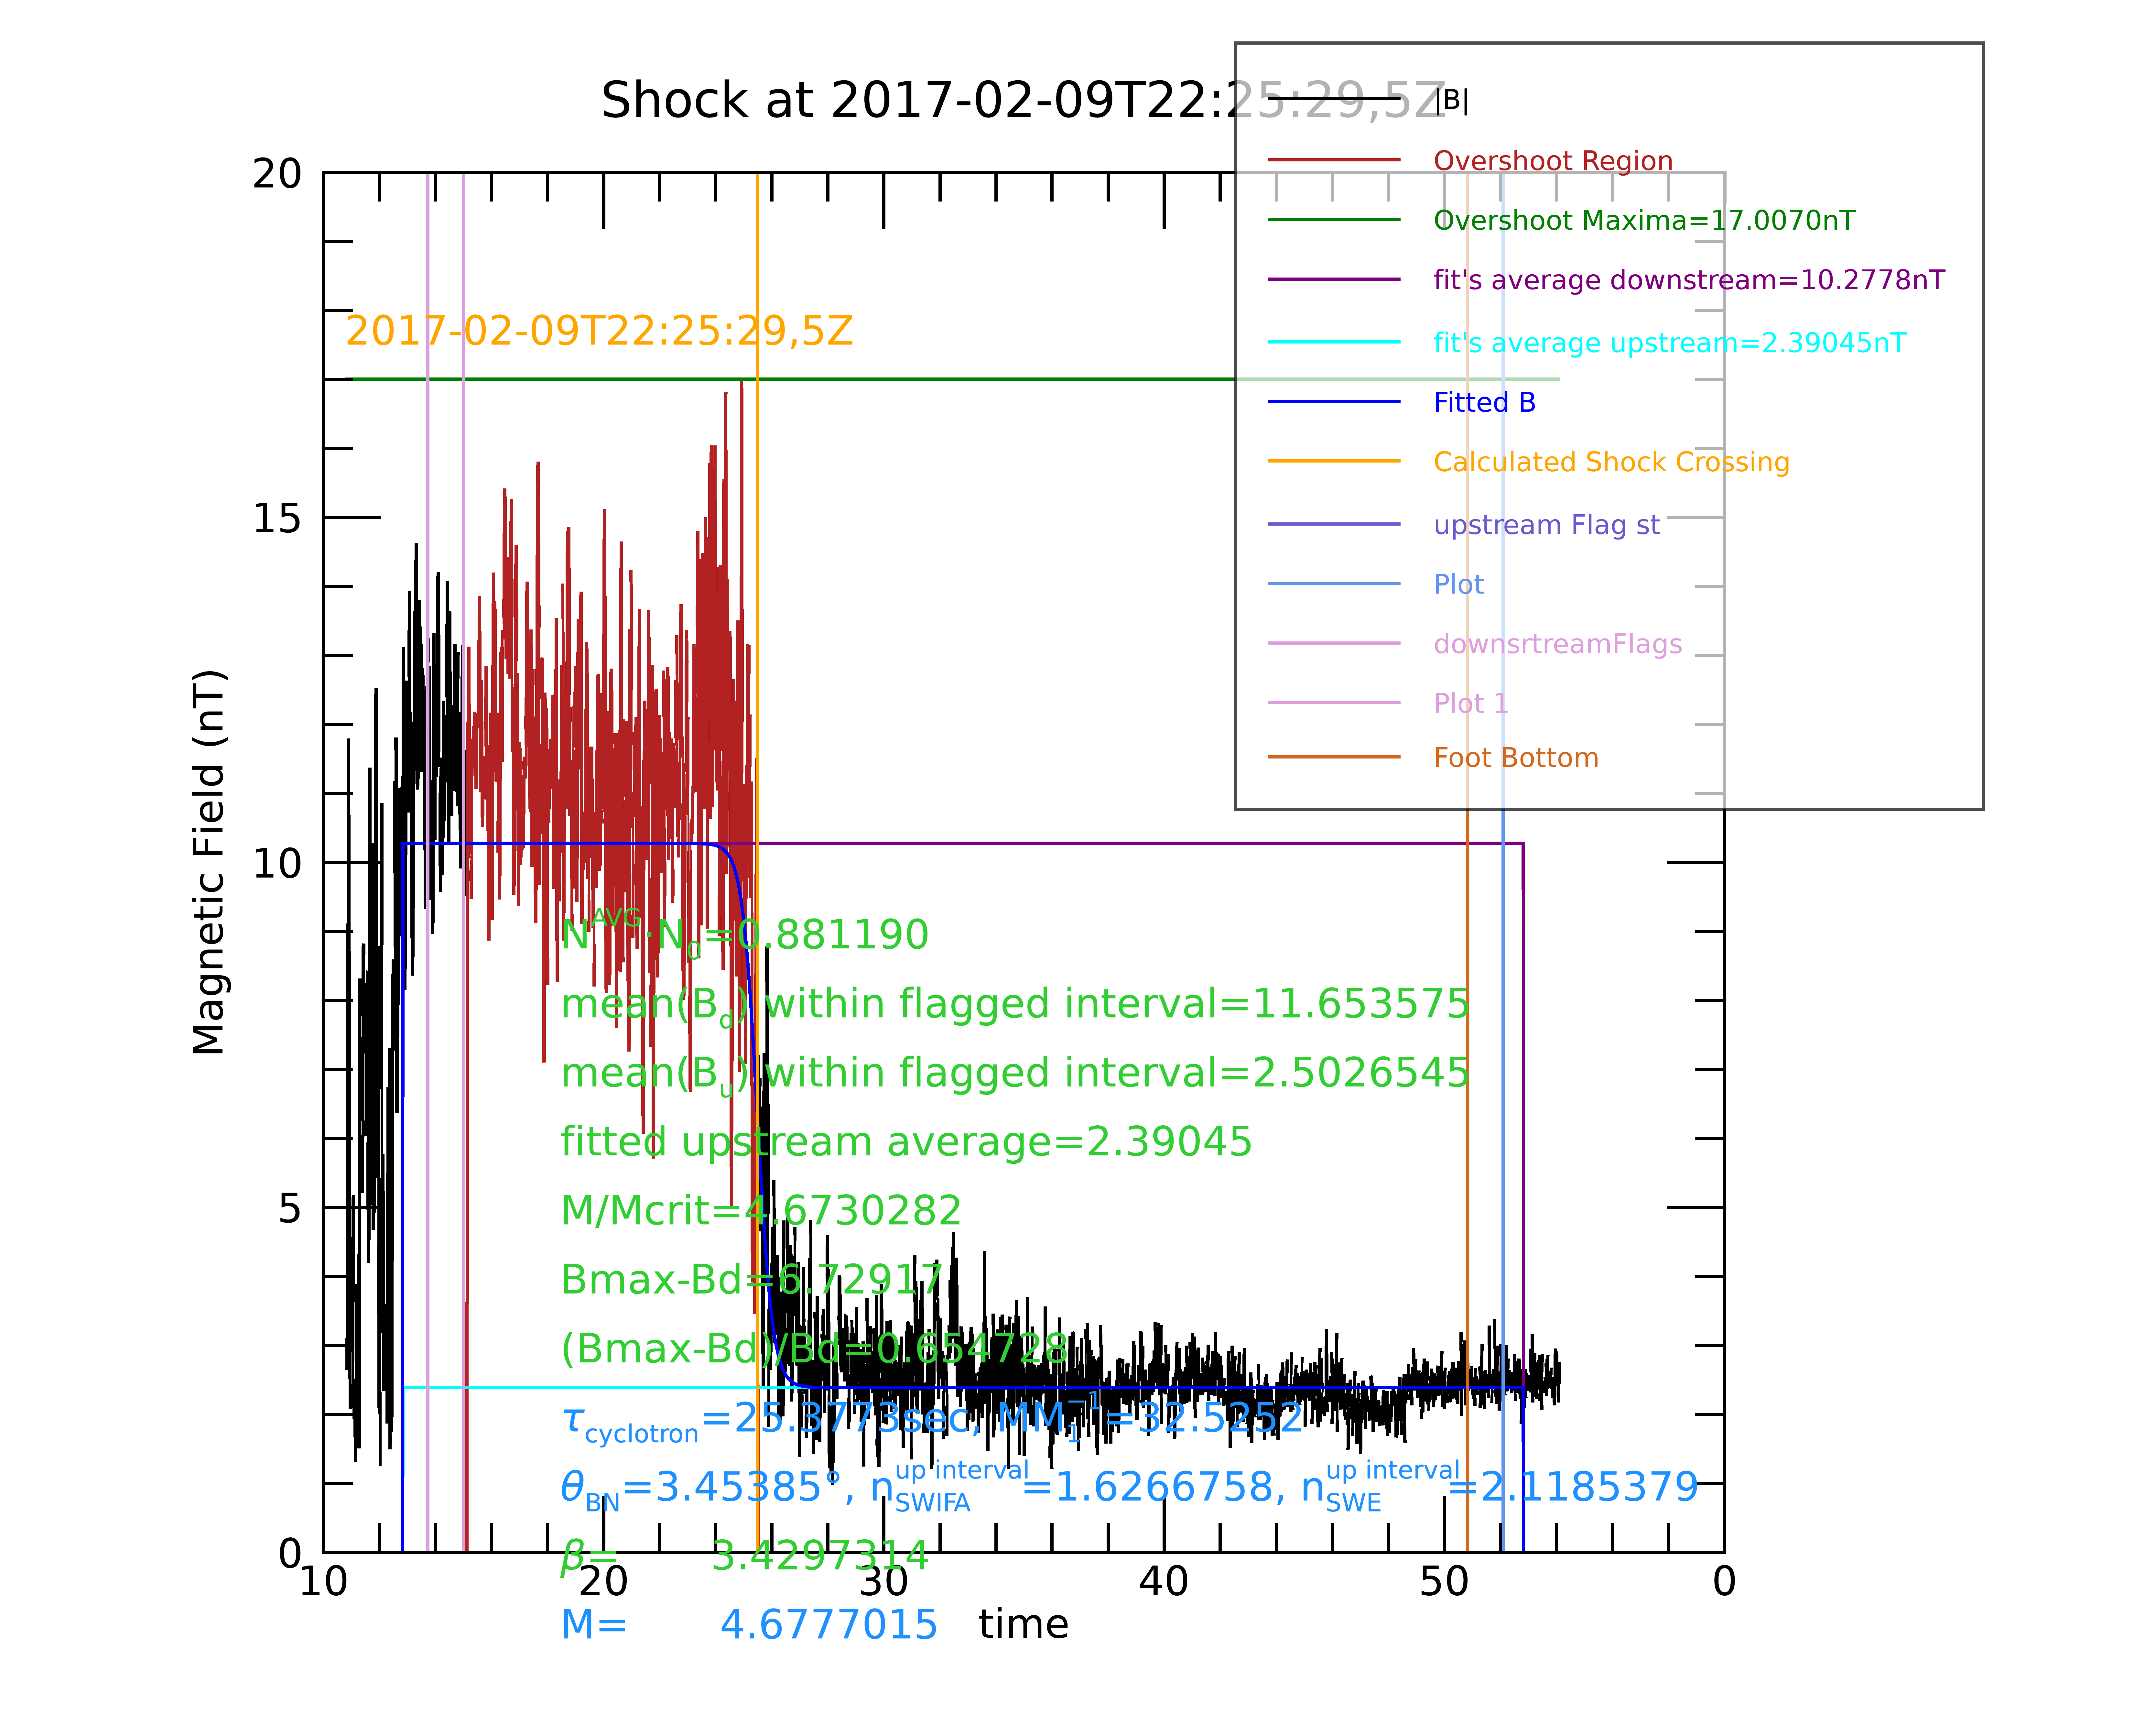 Shock at 2017-02-09T22:25:29,5Z
|B|
Overshoot Region
Overshoot Maxima=17.0070nT
fit's average downstream=10.2778nT
fit's average upstream=2.39045nT
Fitted B
Calculated Shock Crossing
upstream Flag st
Plot
downsrtreamFlags
Plot 1
Foot Bottom
2017-02-09T22:25:29,5Z
20
15
10
5
0
Magnetic Field (nT)
N^AVG·N_0=0.881190
mean(B_d) within flagged interval=11.653575
mean(B_u) within flagged interval=2.5026545
fitted upstream average=2.39045
M/Mcrit=4.6730282
Bmax-Bd=6.72917
(Bmax-Bd)/Bd=0.654728
τ_cyclotron=25.3773sec, MM_1^-1=32.5252
θ_BN=3.45385°, n_SWIFA^up interval=1.6266758, n_SWE^up interval=2.1185379
β= 3.4297314
10 20 30 40 50 0
M= 4.6777015
time